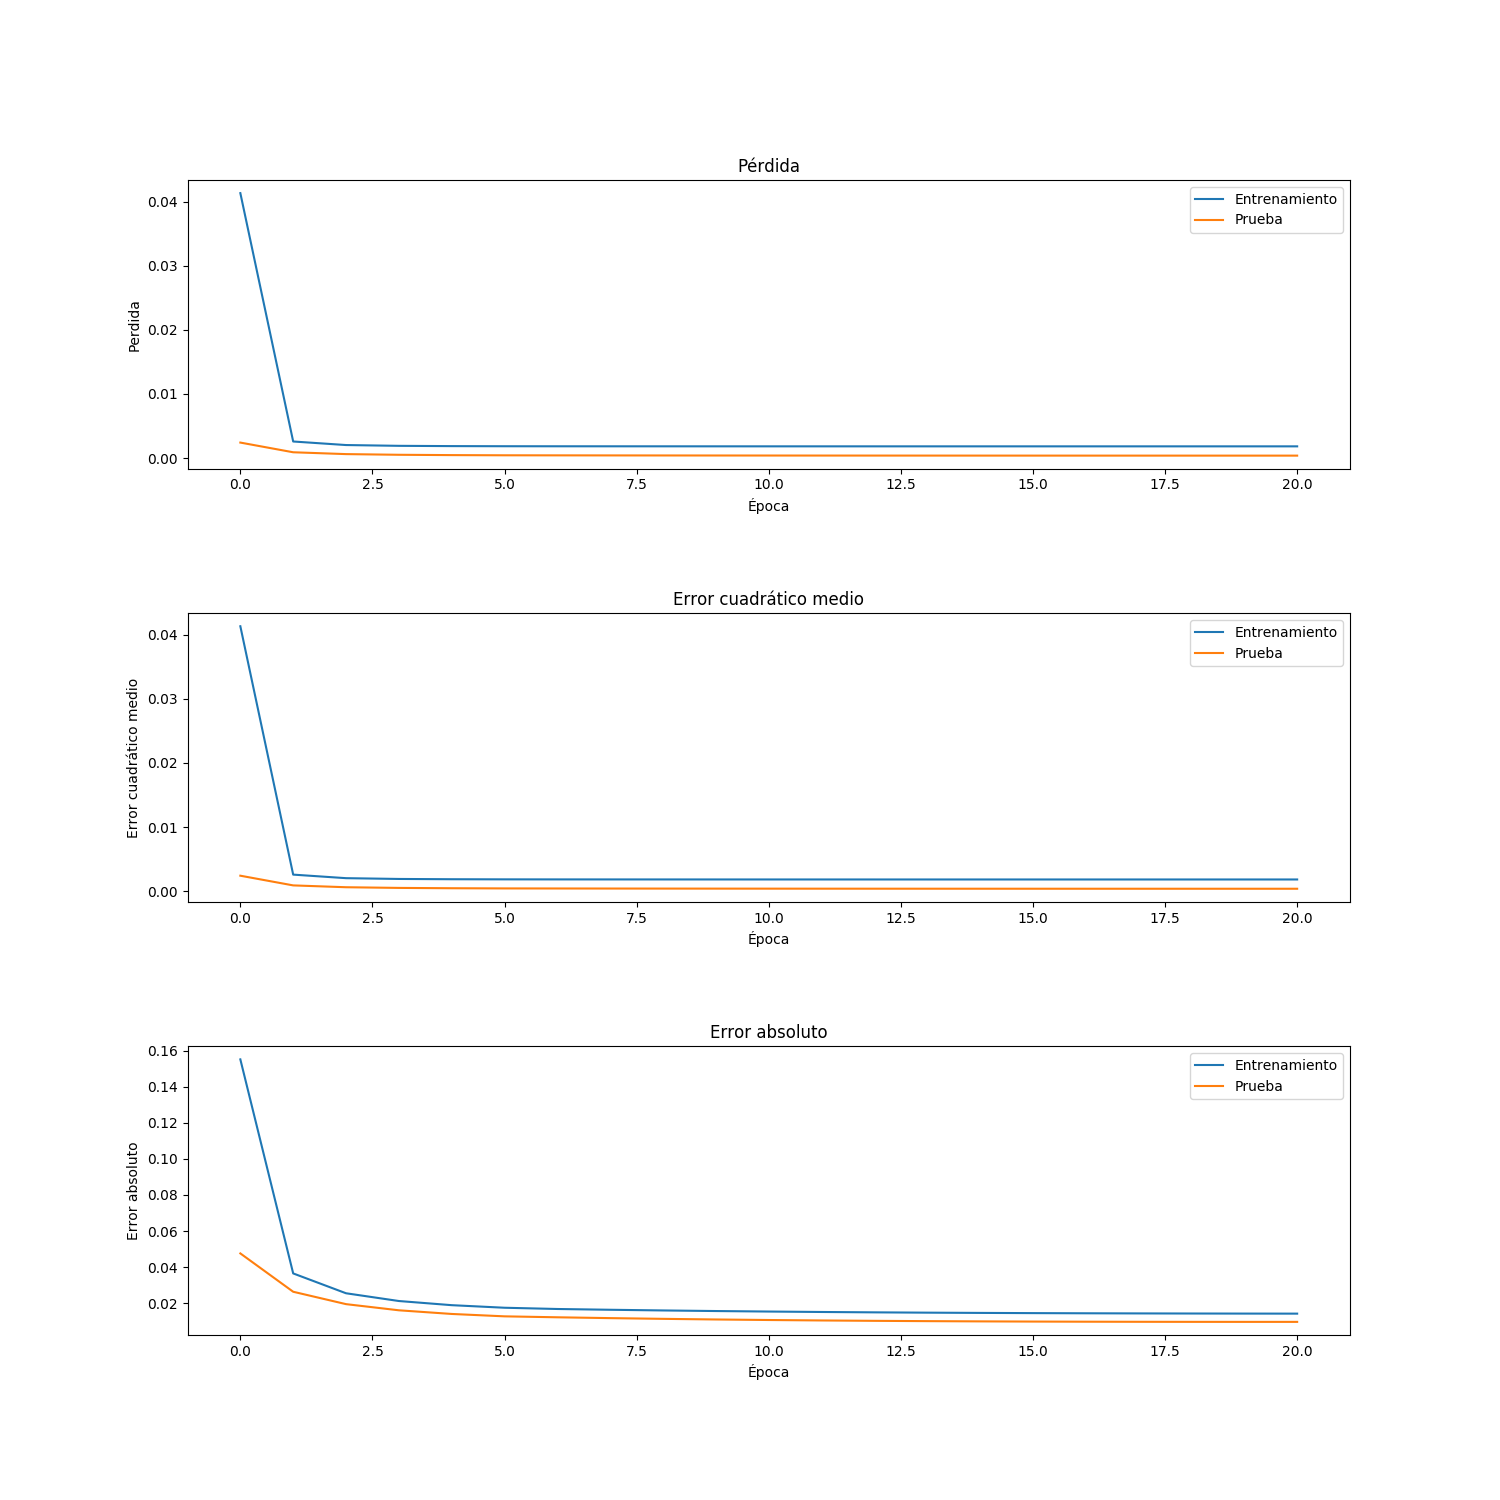 Pérdida
0.04
0.03
0.02
0.01
0.00
Perdida
Entrenamiento
Prueba
0.0 2.5 5.0 7.5 10.0 12.5 15.0 17.5 20.0
Época
Error cuadrático medio
0.04
0.03
0.02
0.01
0.00
Error cuadrático medio
Entrenamiento
Prueba
0.0 2.5 5.0 7.5 10.0 12.5 15.0 17.5 20.0
Época
Error absoluto
0.16
0.14
0.12
0.10
0.08
0.06
0.04
0.02
Error absoluto
Entrenamiento
Prueba
0.0 2.5 5.0 7.5 10.0 12.5 15.0 17.5 20.0
Época